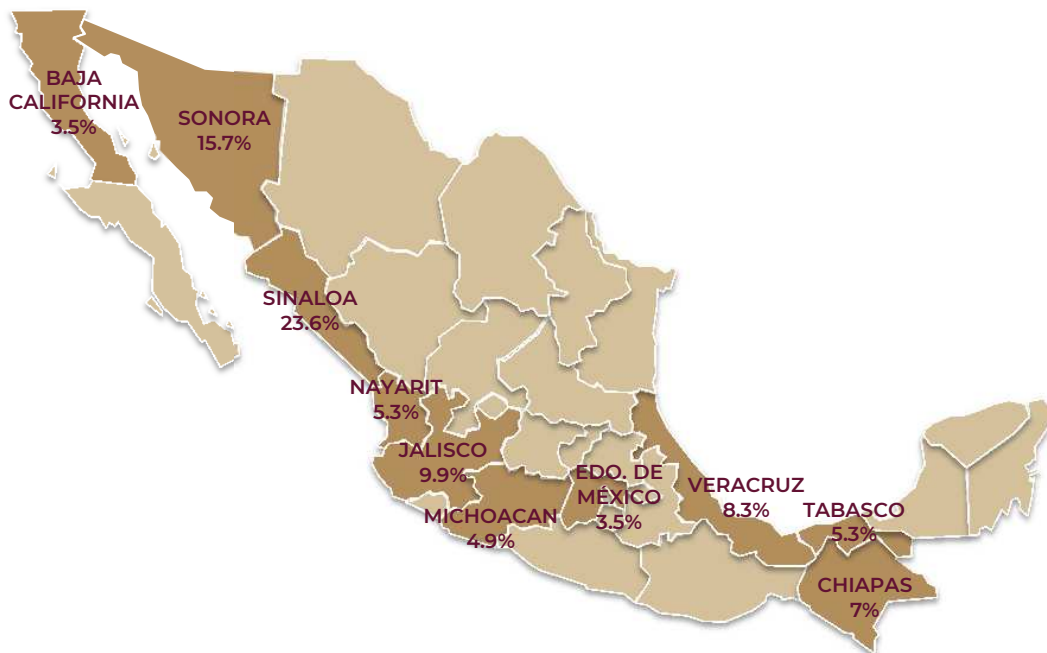 BAJA
CALIFORNIA
3.5%
SONORA
15.7%
SINALOA
23.6%
NAYARIT
5.3%
JALISCO
9.9%
MICHOACAN
4.9%
EDO. DE
MÉXICO
3.5%
VERACRUZ
8.3%
TABASCO
5.3%
CHIAPAS
7%